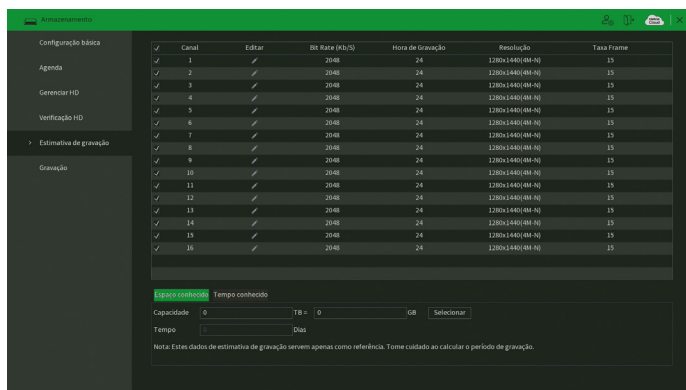 Armazenamento
Intelbras Cloud
Configuração básica
Agenda
Gerenciar HD
Verificação HD
> Estimativa de gravação
Gravação
Canal Editar Bit Rate (Kb/S) Hora de Gravação Resolução Taxa Frame
1 2048 24 1280x1440(4M-N) 15
2 2048 24 1280x1440(4M-N) 15
3 2048 24 1280x1440(4M-N) 15
4 2048 24 1280x1440(4M-N) 15
5 2048 24 1280x1440(4M-N) 15
6 2048 24 1280x1440(4M-N) 15
7 2048 24 1280x1440(4M-N) 15
8 2048 24 1280x1440(4M-N) 15
9 2048 24 1280x1440(4M-N) 15
10 2048 24 1280x1440(4M-N) 15
11 2048 24 1280x1440(4M-N) 15
12 2048 24 1280x1440(4M-N) 15
13 2048 24 1280x1440(4M-N) 15
14 2048 24 1280x1440(4M-N) 15
15 2048 24 1280x1440(4M-N) 15
16 2048 24 1280x1440(4M-N) 15
Espaço conhecido Tempo conhecido
Capacidade 0 TB = 0 GB Selecionar
Tempo 0 Dias
Nota: Estes dados de estimativa de gravação servem apenas como referência. Tome cuidado ao calcular o período de gravação.